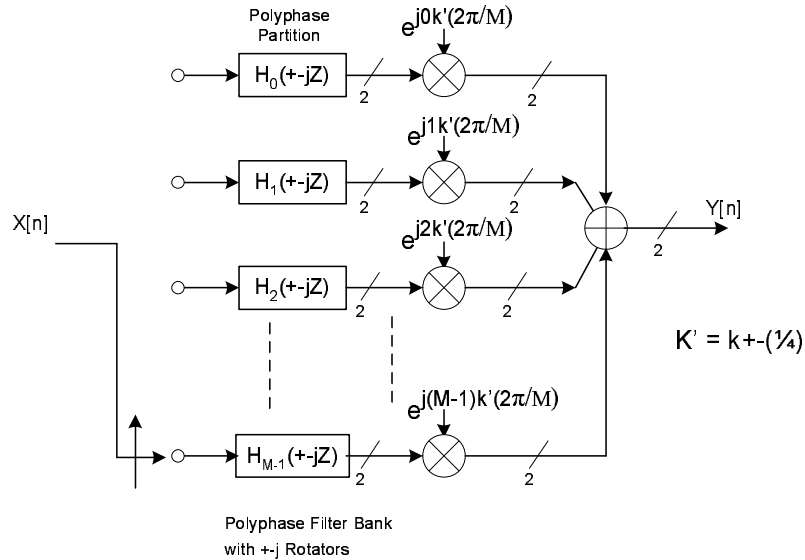 Polyphase
Partition
e^j0k'(2π/M)
H0(+-jZ)
2
2
e^j1k'(2π/M)
H1(+-jZ)
2
2
X[n]
Y[n]
2
e^j2k'(2π/M)
H2(+-jZ)
2
2
K' = k+-(¼)
e^j(M-1)k'(2π/M)
HM-1(+-jZ)
2
2
Polyphase Filter Bank
with +-j Rotators